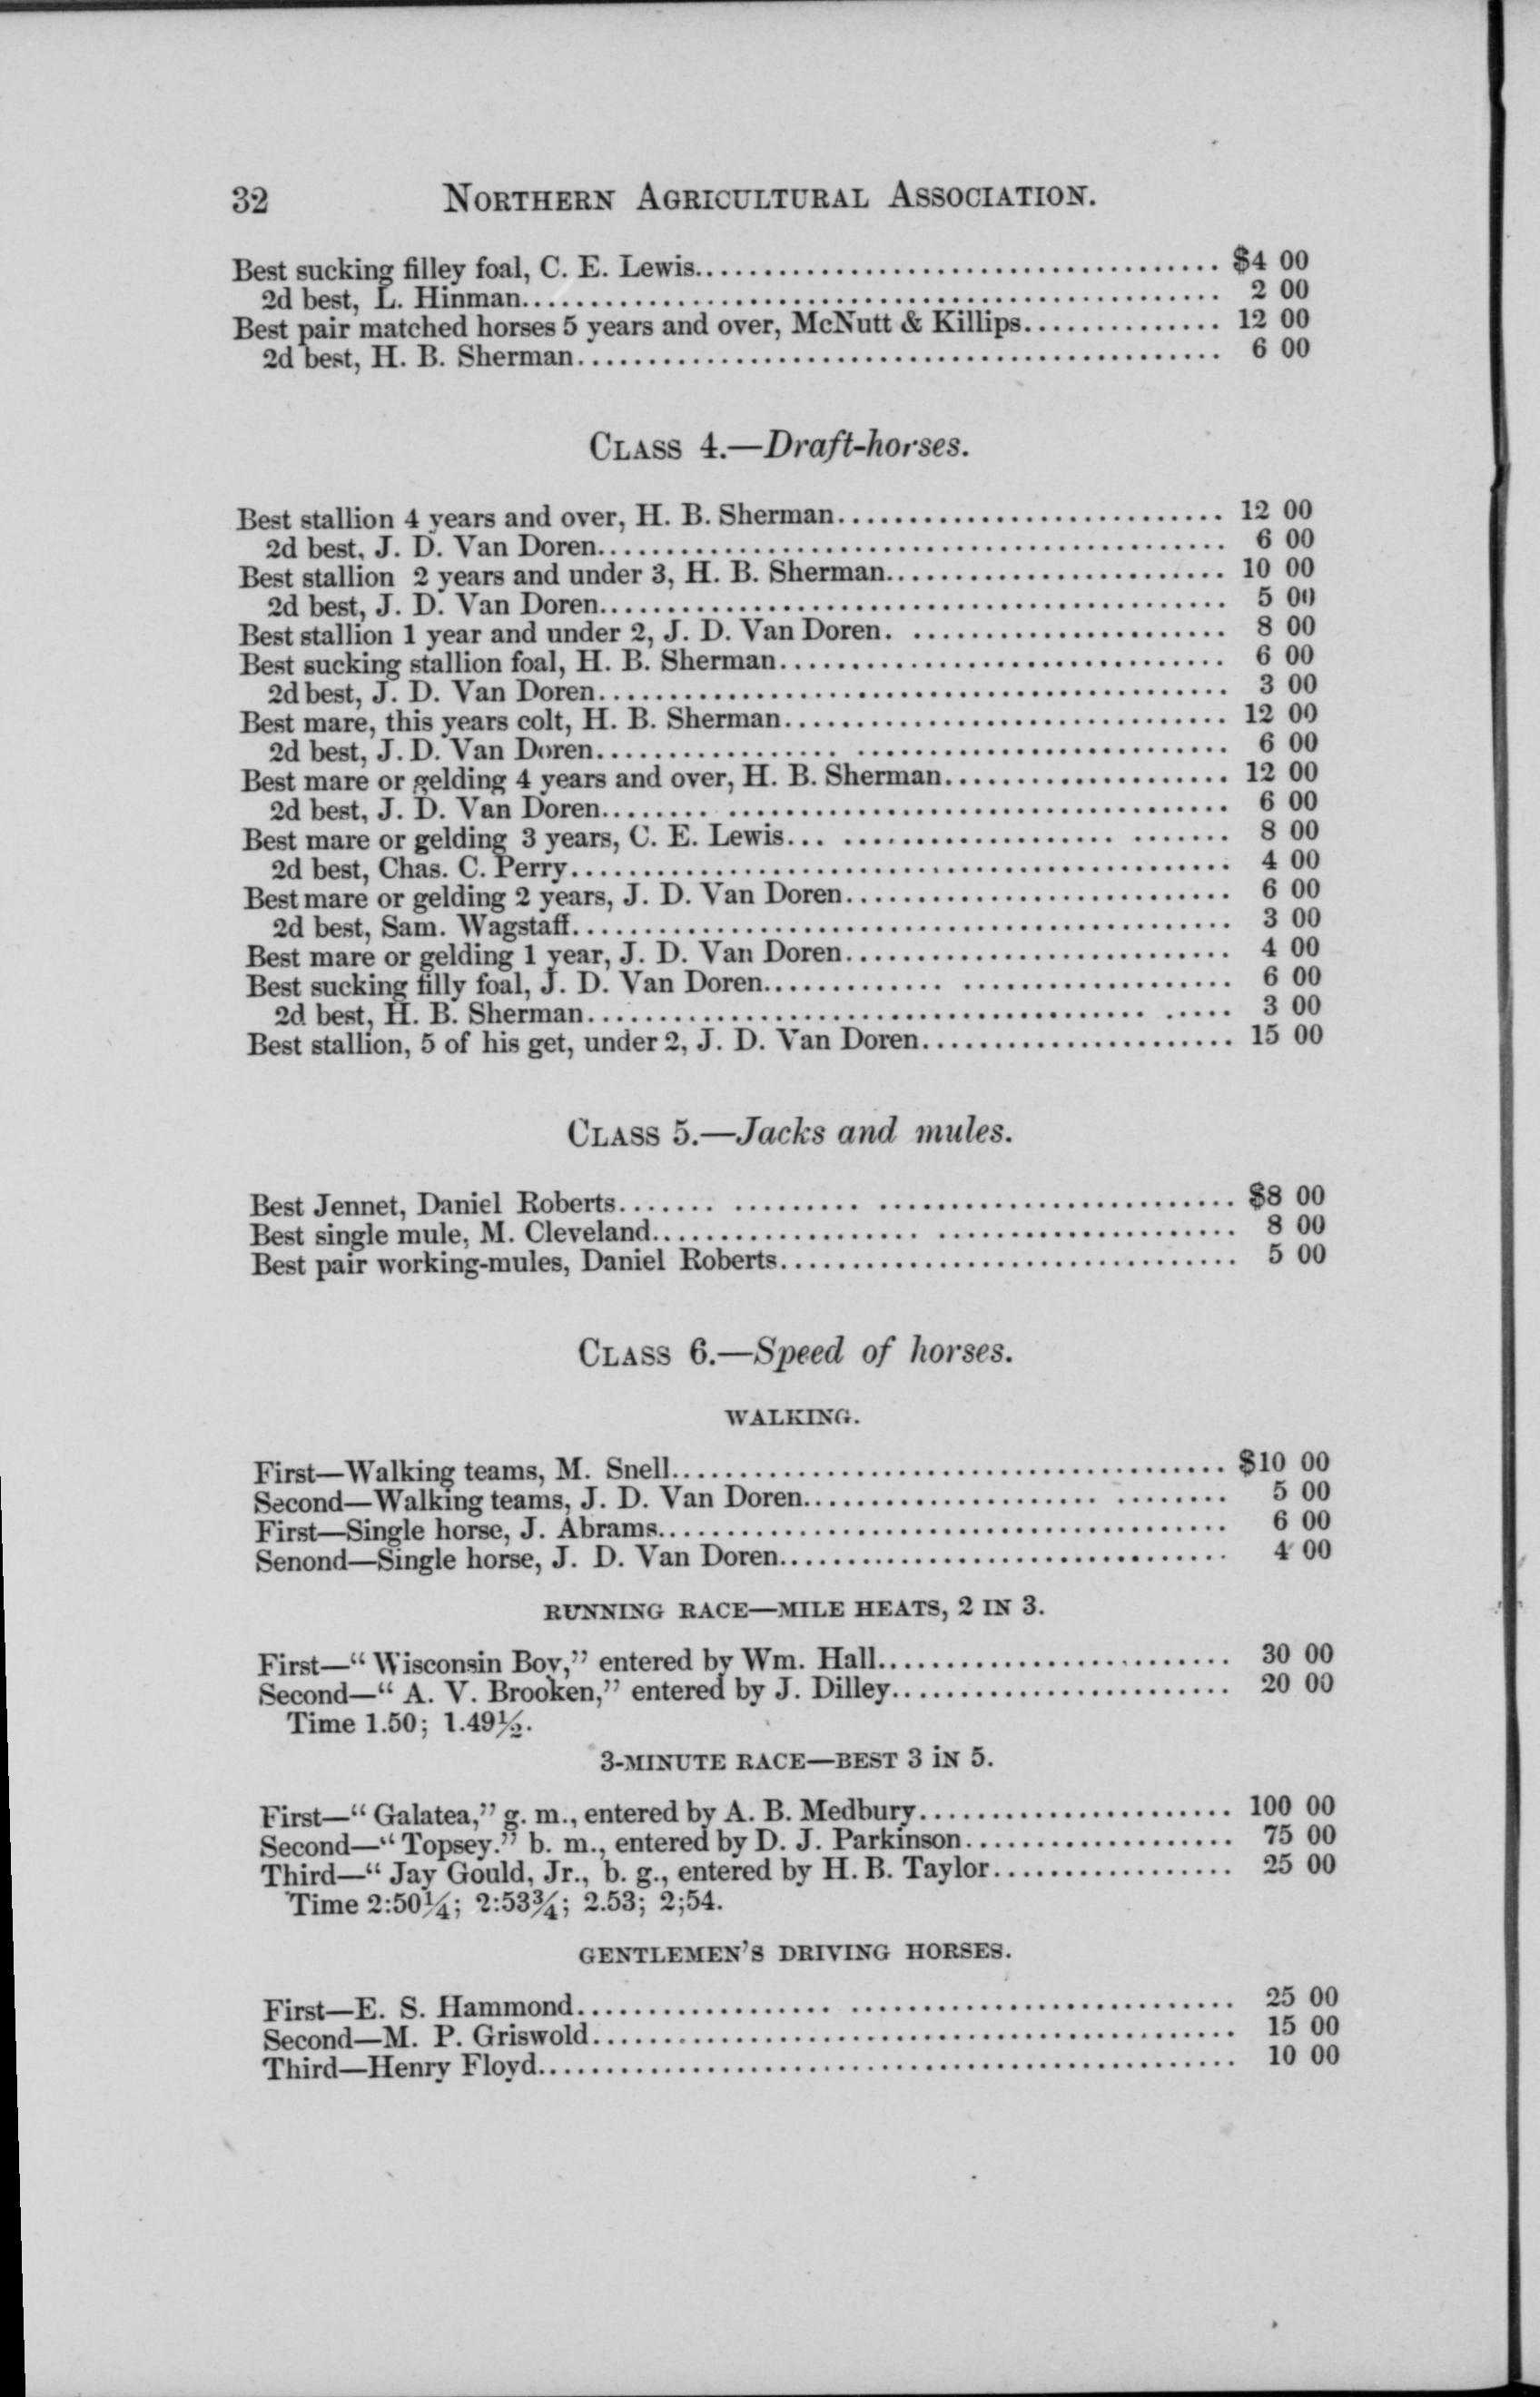 32 NORTHERN AGRICULTURAL ASSOCIATION.
Best sucking filley foal, C. E. Lewis.......... $4 00
2d best, L. Hinman.......... 2 00
Best pair matched horses 5 years and over, McNutt & Killips.......... 12 00
2d best, H. B. Sherman.......... 6 00
CLASS 4.—Draft-horses.
Best stallion 4 years and over, H. B. Sherman.......... 12 00
2d best, J. D. Van Doren.......... 6 00
Best stallion 2 years and under 3, H. B. Sherman.......... 10 00
2d best, J. D. Van Doren.......... 5 00
Best stallion 1 year and under 2, J. D. Van Doren.......... 8 00
Best sucking stallion foal, H. B. Sherman.......... 6 00
2d best, J. D. Van Doren.......... 3 00
Best mare, this years colt, H. B. Sherman.......... 12 00
2d best, J. D. Van Doren.......... 6 00
Best mare or gelding 4 years and over, H. B. Sherman.......... 12 00
2d best, J. D. Van Doren.......... 6 00
Best mare or gelding 3 years, C. E. Lewis.......... 8 00
2d best, Chas. C. Perry.......... 4 00
Best mare or gelding 2 years, J. D. Van Doren.......... 6 00
2d best, Sam. Wagstaff.......... 3 00
Best mare or gelding 1 year, J. D. Van Doren.......... 4 00
Best sucking filly foal, J. D. Van Doren.......... 6 00
2d best, H. B. Sherman.......... 3 00
Best stallion, 5 of his get, under 2, J. D. Van Doren.......... 15 00
CLASS 5.—Jacks and mules.
Best Jennet, Daniel Roberts.......... $8 00
Best single mule, M. Cleveland.......... 8 00
Best pair working-mules, Daniel Roberts.......... 5 00
CLASS 6.—Speed of horses.
WALKING.
First—Walking teams, M. Snell.......... $10 00
Second—Walking teams, J. D. Van Doren.......... 5 00
First—Single horse, J. Abrams.......... 6 00
Senond—Single horse, J. D. Van Doren.......... 4 00
RUNNING RACE—MILE HEATS, 2 IN 3.
First—"Wisconsin Boy," entered by Wm. Hall.......... 30 00
Second—"A. V. Brooken," entered by J. Dilley.......... 20 00
Time 1.50; 1.49½.
3-MINUTE RACE—BEST 3 iN 5.
First—"Galatea," g. m., entered by A. B. Medbury.......... 100 00
Second—"Topsey." b. m., entered by D. J. Parkinson.......... 75 00
Third—"Jay Gould, Jr., b. g., entered by H. B. Taylor.......... 25 00
Time 2:50¼; 2:53¾; 2.53; 2;54.
GENTLEMEN'S DRIVING HORSES.
First—E. S. Hammond.......... 25 00
Second—M. P. Griswold.......... 15 00
Third—Henry Floyd.......... 10 00